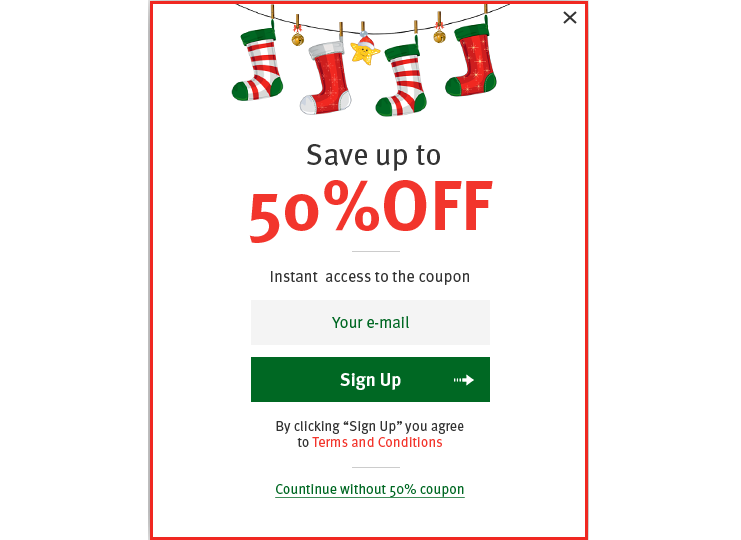 Save up to
50%OFF
Instant access to the coupon
Your e-mail
Sign Up
By clicking “Sign Up” you agree
to Terms and Conditions
Countinue without 50% coupon